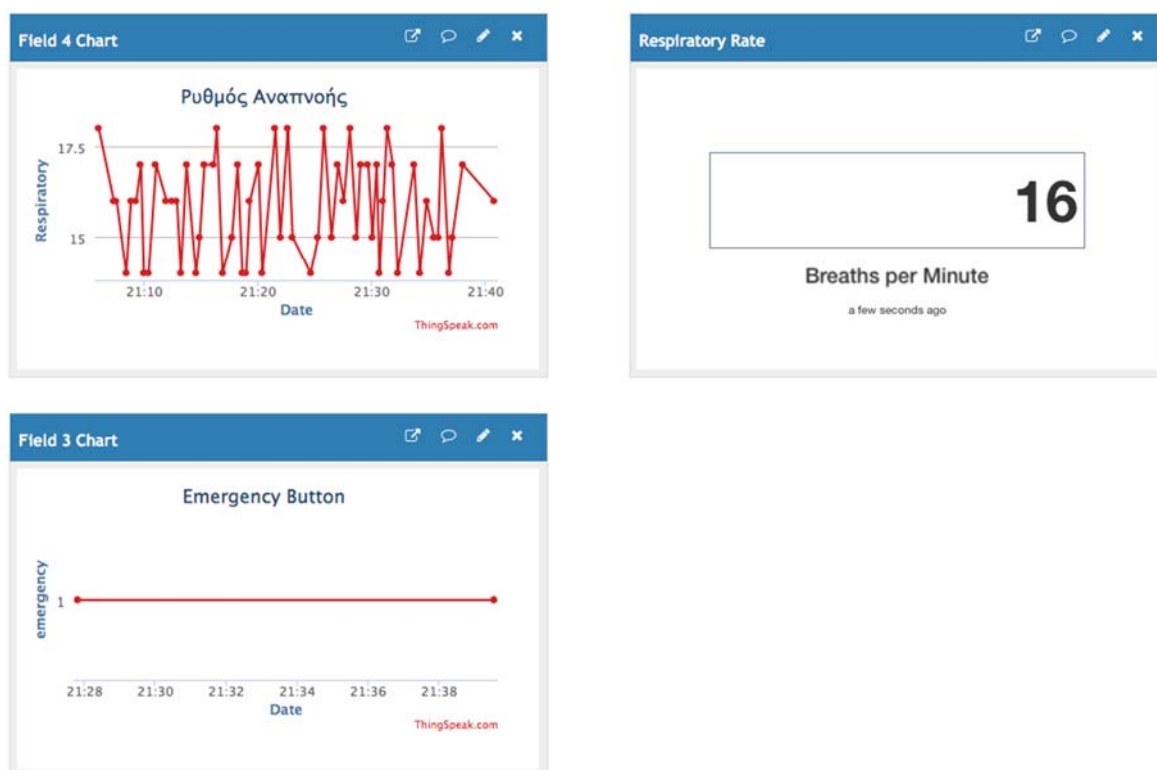 Field 4 Chart
Ρυθμός Αναπνοής
17.5
15
Respiratory
21:10 21:20 21:30 21:40
Date
ThingSpeak.com
Respiratory Rate
16
Breaths per Minute
a few seconds ago
Field 3 Chart
Emergency Button
emergency
1
21:28 21:30 21:32 21:34 21:36 21:38
Date
ThingSpeak.com